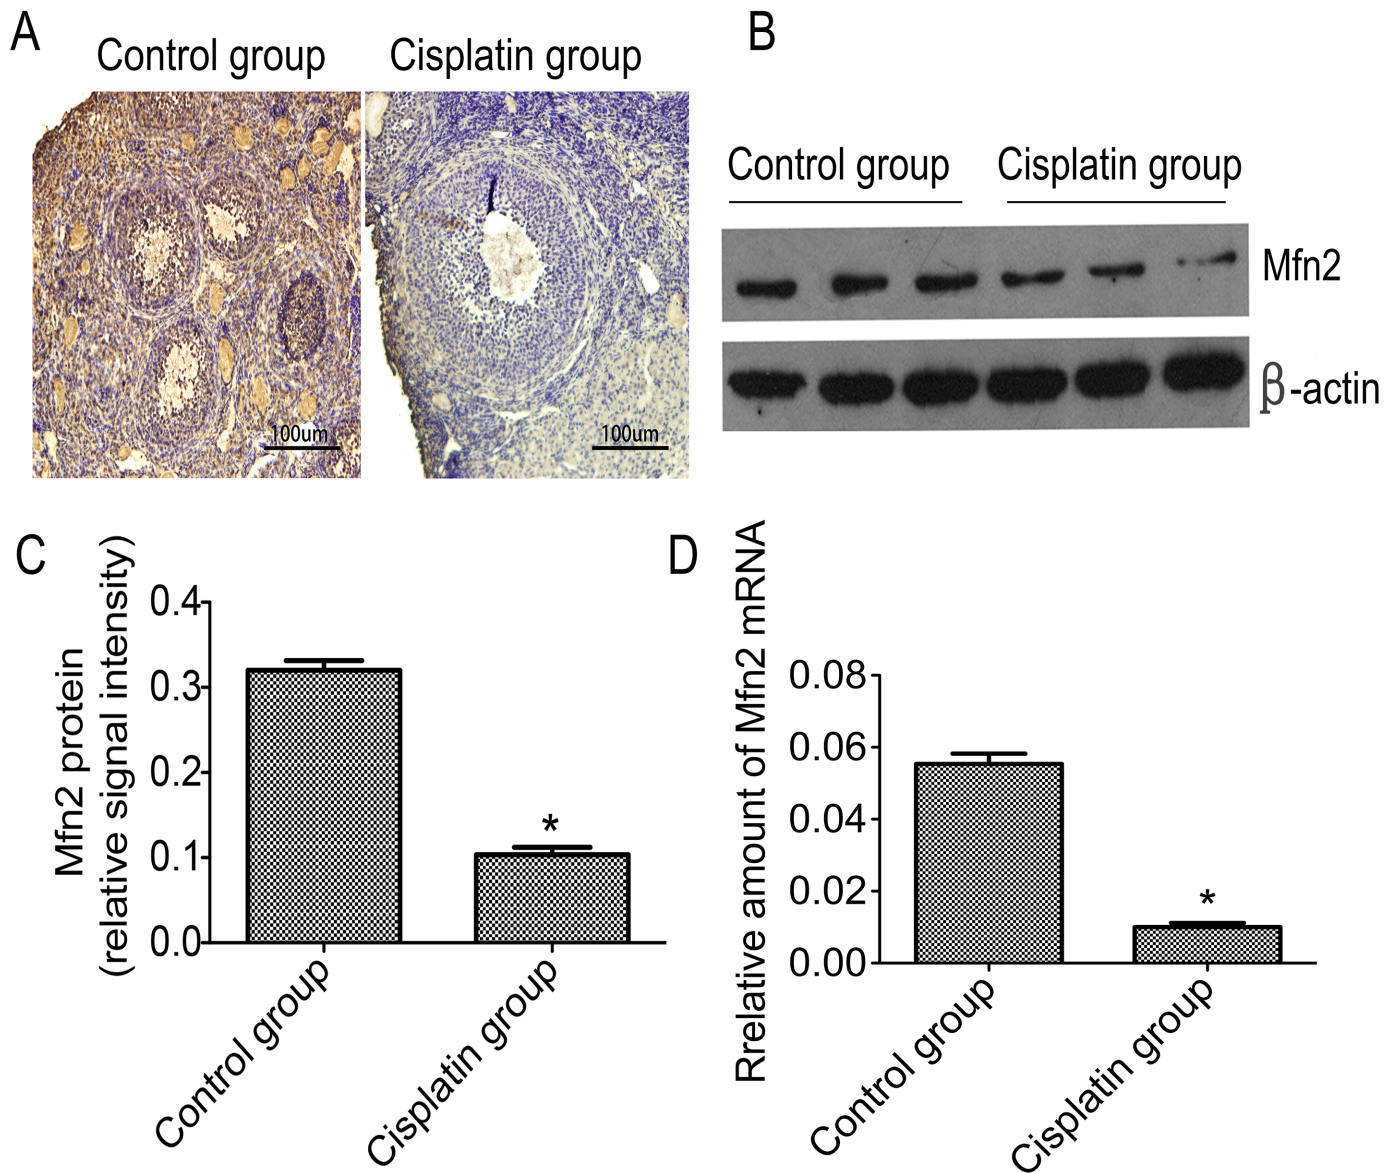 A
Control group
Cisplatin group
100um
100um
B
Control group
Cisplatin group
Mfn2
β-actin
C
Mfn2 protein
(relative signal intensity)
0.4
0.3
0.2
0.1
0.0
*
Control group
Cisplatin group
D
Rrelative amount of Mfn2 mRNA
0.08
0.06
0.04
0.02
0.00
*
Control group
Cisplatin group